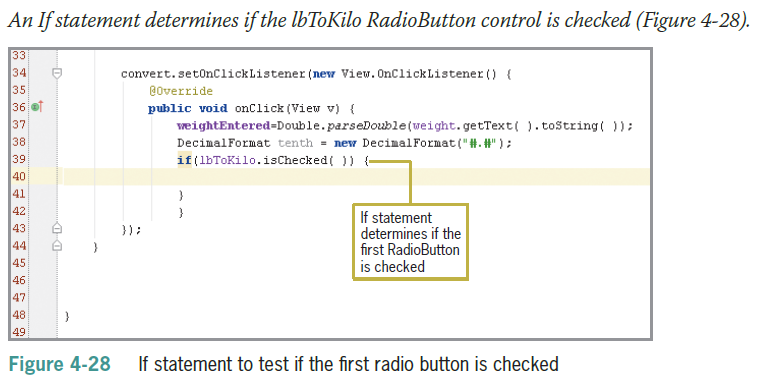 An If statement determines if the lbToKilo RadioButton control is checked (Figure 4-28).
33
34 convert.setOnClickListener(new View.OnClickListener() {
35 @Override
36 public void onClick(View v) {
37 weightEntered=Double.parseDouble(weight.getText( ).toString( ));
38 DecimalFormat tenth = new DecimalFormat("#.#");
39 if(lbToKilo.isChecked( )) {
40
41 }
42 }
43 });
44 }
45
46
47
48 }
49
If statement
determines if the
first RadioButton
is checked
Figure 4-28 If statement to test if the first radio button is checked